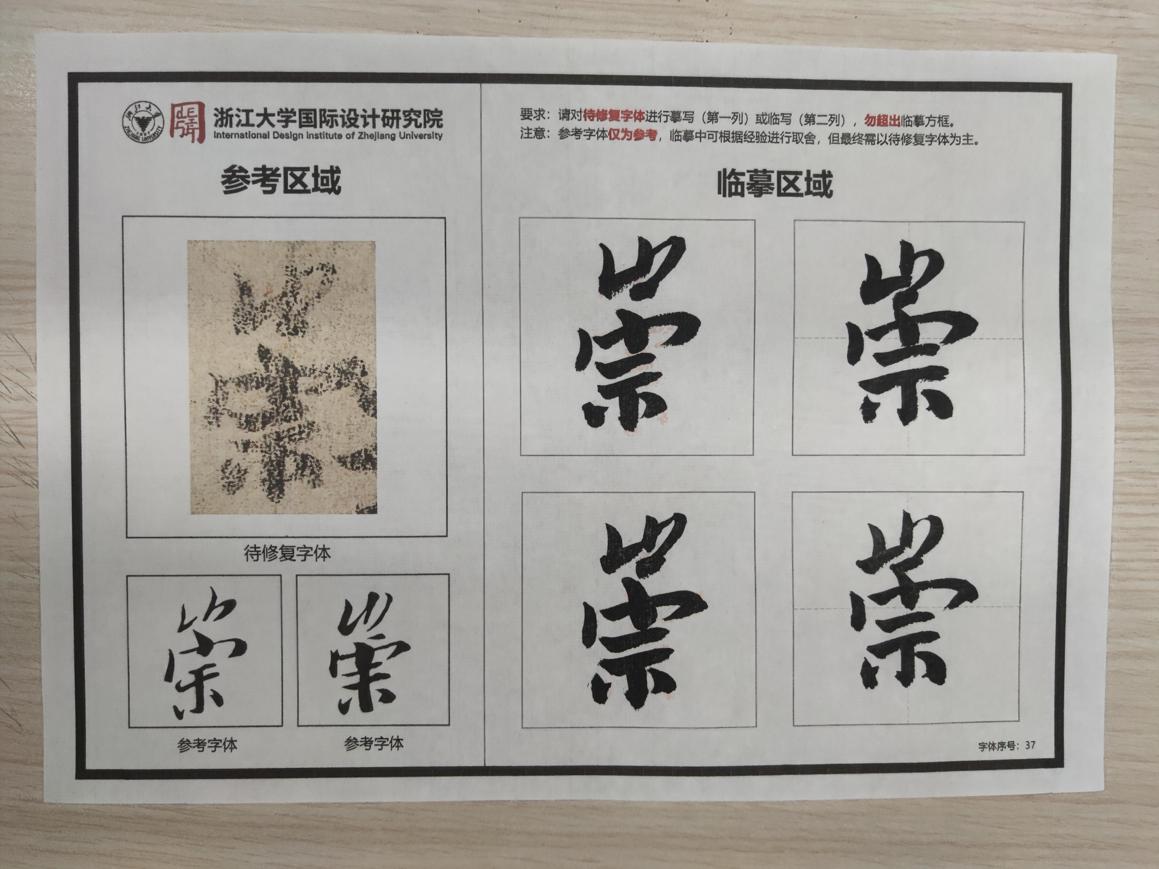 浙江大学国际设计研究院
International Design Institute of Zhejiang University
参考区域
崇
待修复字体
崇
崇
参考字体
参考字体
要求：请对待修复字体进行摹写（第一列）或临写（第二列），勿超出临摹方框。
注意：参考字体仅为参考，临摹中可根据经验进行取舍，但最终需以待修复字体为主。
临摹区域
崇
崇
崇
崇
字体序号：37